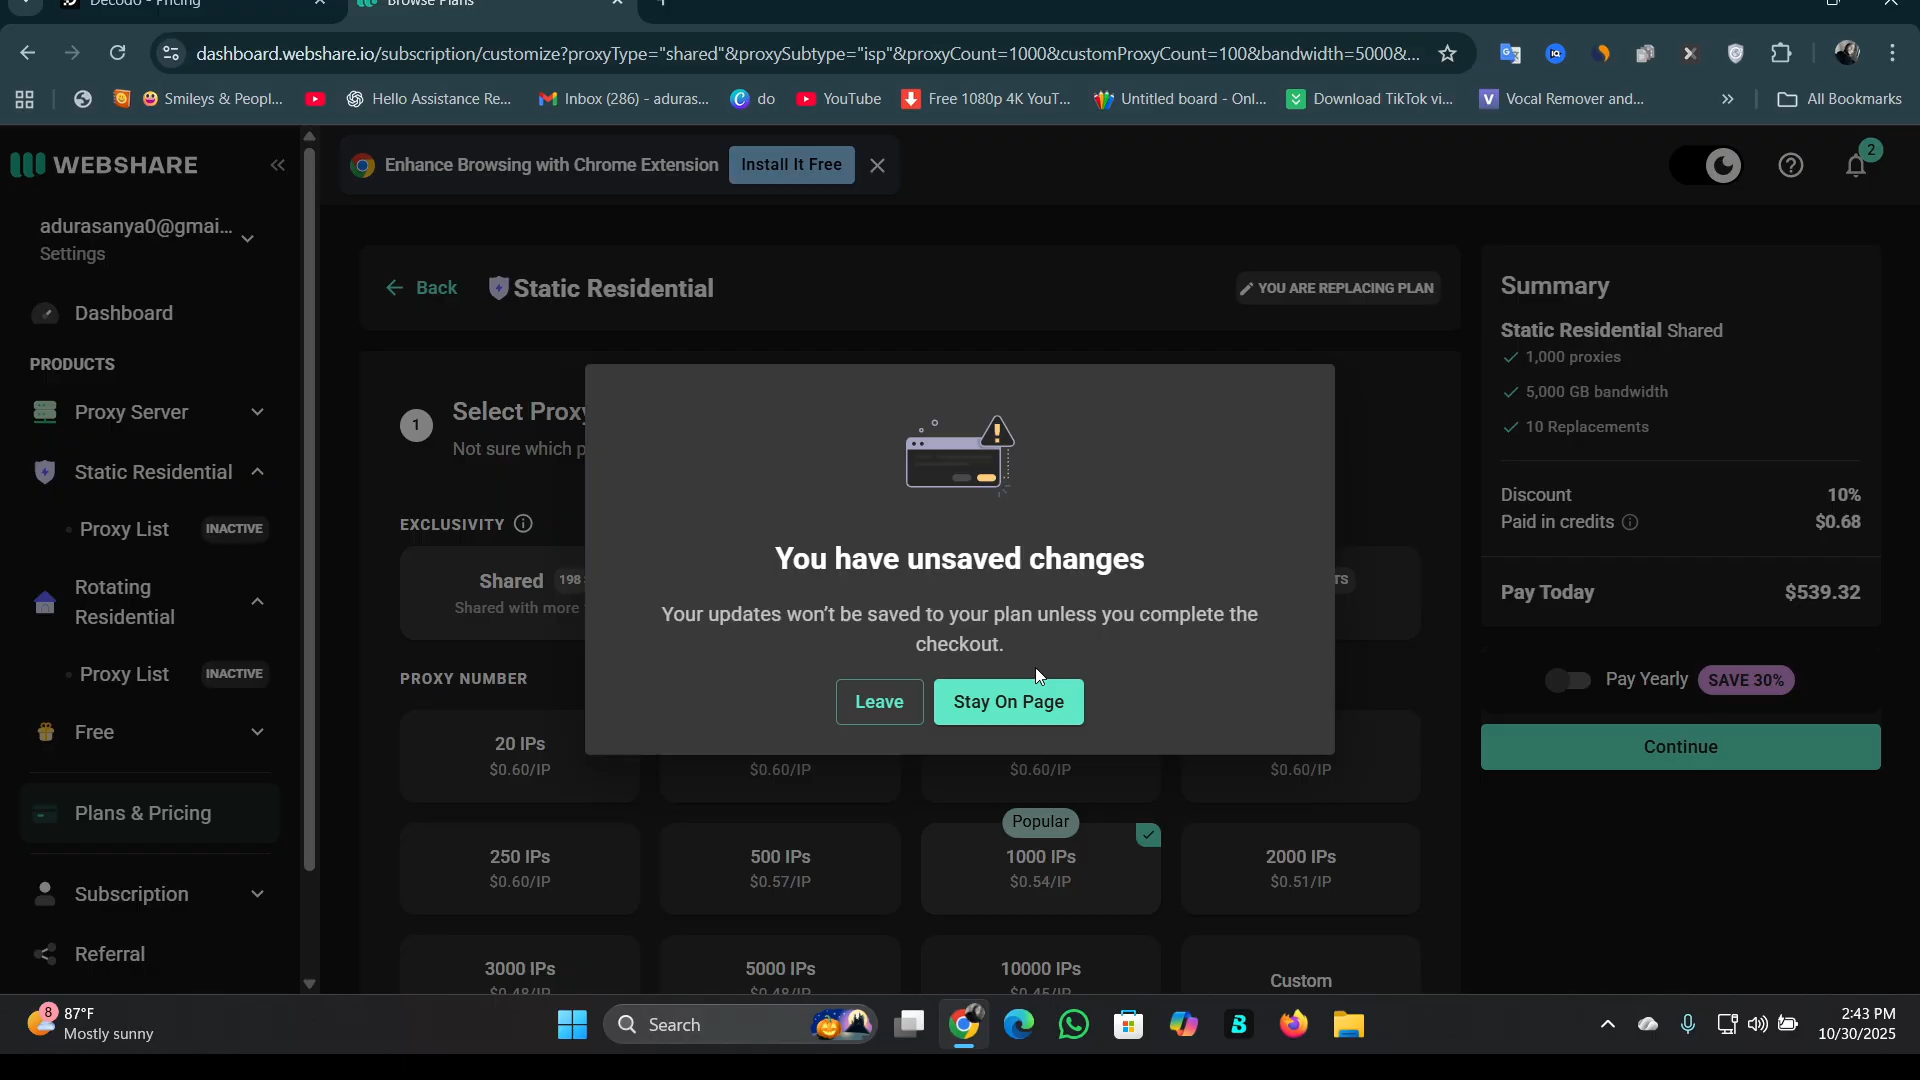 Decodo - Pricing
Browse Plans
dashboard.webshare.io/subscription/customize?proxyType="shared"&proxySubtype="isp"&proxyCount=1000&customProxyCount=100&bandwidth=5000&...
Smileys & Peopl...
Hello Assistance Re...
Inbox (286) - aduras...
do
YouTube
Free 1080p 4K YouT...
Untitled board - Onl...
Download TikTok vi...
Vocal Remover and...
All Bookmarks
WEBSHARE
Enhance Browsing with Chrome Extension
Install It Free
2
adurasanya0@gmai...
Settings
Dashboard
PRODUCTS
Proxy Server
Static Residential
Proxy List
INACTIVE
Rotating
Residential
Proxy List
INACTIVE
Free
Plans & Pricing
Subscription
Referral
Back
Static Residential
YOU ARE REPLACING PLAN
1
Select Proxy
Not sure which p
EXCLUSIVITY
Shared
198
Shared with more
TS
PROXY NUMBER
20 IPs
$0.60/IP
$0.60/IP
$0.60/IP
$0.60/IP
Popular
250 IPs
$0.60/IP
500 IPs
$0.57/IP
1000 IPs
$0.54/IP
2000 IPs
$0.51/IP
3000 IPs
$0.48/IP
5000 IPs
$0.48/IP
10000 IPs
$0.45/IP
Custom
You have unsaved changes
Your updates won't be saved to your plan unless you complete the
checkout.
Leave
Stay On Page
Summary
Static Residential Shared
1,000 proxies
5,000 GB bandwidth
10 Replacements
Discount
10%
Paid in credits
$0.68
Pay Today
$539.32
Pay Yearly
SAVE 30%
Continue
8
87°F
Mostly sunny
Search
2:43 PM
10/30/2025